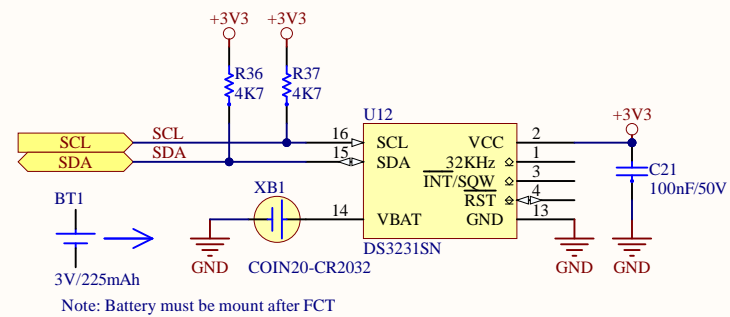 +3V3 +3V3
R36 R37
4K7 4K7
U12
+3V3
SCL SCL 16 SCL VCC 2
SDA SDA 15 SDA 32KHz 1
INT/SQW 3
C21
100nF/50V
RST 4
BT1 XB1 14 VBAT GND 13
GND COIN20-CR2032 DS3231SN GND GND
3V/225mAh
Note: Battery must be mount after FCT